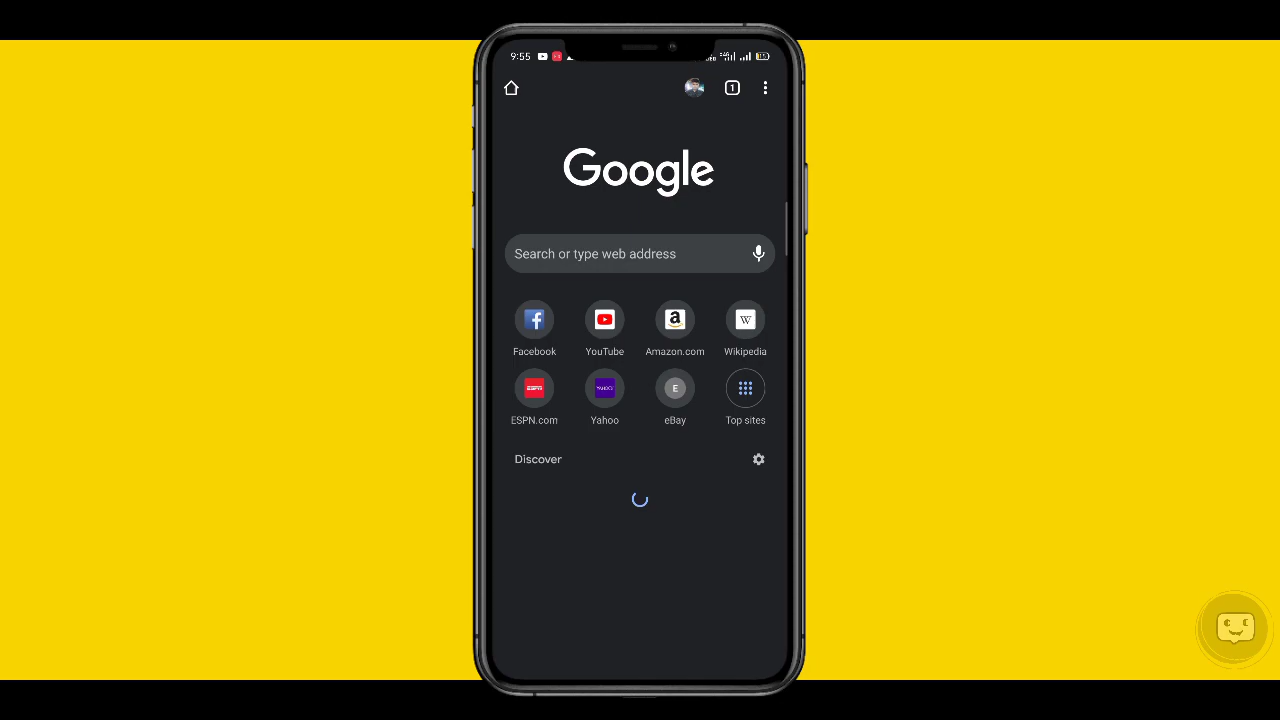 9:55
1
Google
Search or type web address
Facebook
YouTube
Amazon.com
Wikipedia
ESPN.com
Yahoo
eBay
Top sites
E
Discover